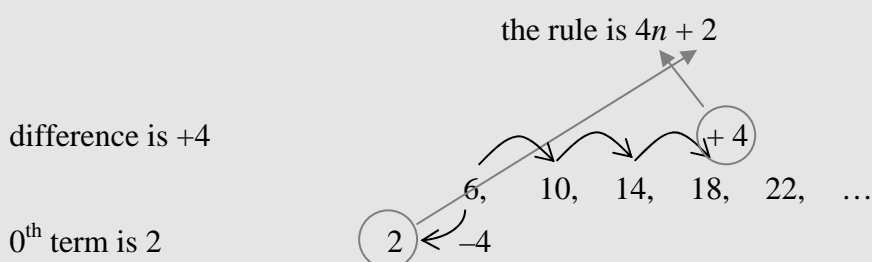 the rule is 4n + 2
difference is +4 + 4
6, 10, 14, 18, 22, …
0th term is 2 2 –4